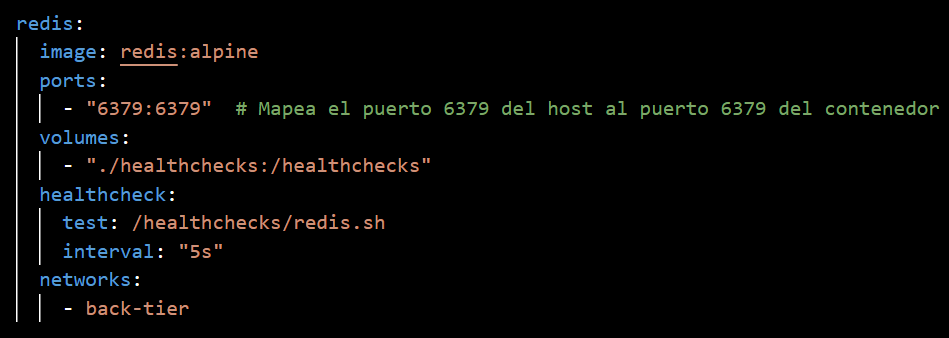 redis:
image: redis:alpine
ports:
- "6379:6379"  # Mapea el puerto 6379 del host al puerto 6379 del contenedor
volumes:
- "./healthchecks:/healthchecks"
healthcheck:
test: /healthchecks/redis.sh
interval: "5s"
networks:
- back-tier